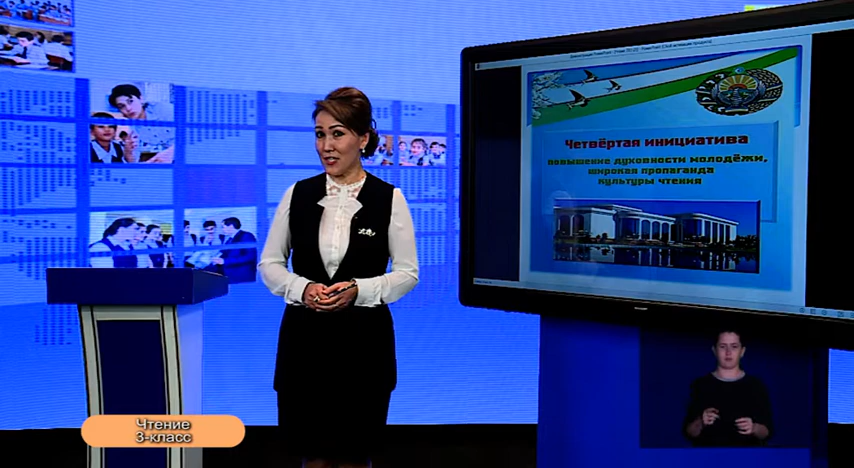 Четвёртая инициатива
повышение духовности молодёжи,
широкая пропаганда
культуры чтения
Чтение
3-класс